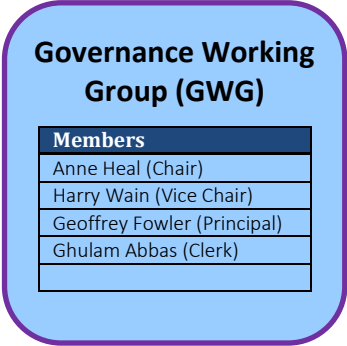 Governance Working
Group (GWG)
Members
Anne Heal (Chair)
Harry Wain (Vice Chair)
Geoffrey Fowler (Principal)
Ghulam Abbas (Clerk)